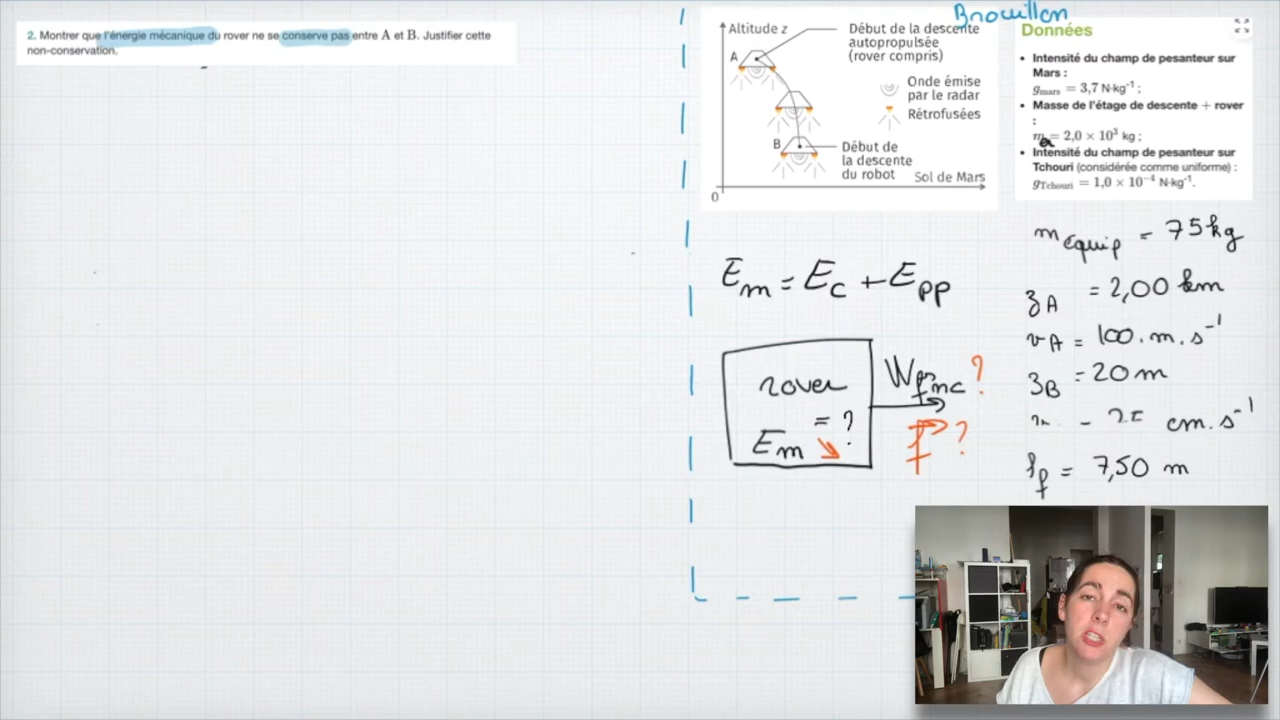 2. Montrer que l'énergie mécanique du rover ne se conserve pas entre A et B. Justifier cette
non-conservation.
Brouillon
Altitude z
A
Début de la descente
autopropulsée
(rover compris)
Onde émise
par le radar
Rétrofusées
B
Début de
la descente
du robot
Sol de Mars
0
Données
• Intensité du champ de pesanteur sur
Mars :
gmars = 3,7 N·kg⁻¹ ;
• Masse de l'étage de descente + rover
:
= 2,0 × 10³ kg ;
• Intensité du champ de pesanteur sur
Tchouri (considérée comme uniforme) :
gTchouri = 1,0 × 10⁻⁴ N·kg⁻¹.
Em = Ec + Epp
rover
= ?
Em
Wfnc ?
f ?
méquip = 75 kg
zA = 2,00 km
vA = 100. m. s⁻¹
zB = 20 m
cm. s⁻¹
= 7,50 m